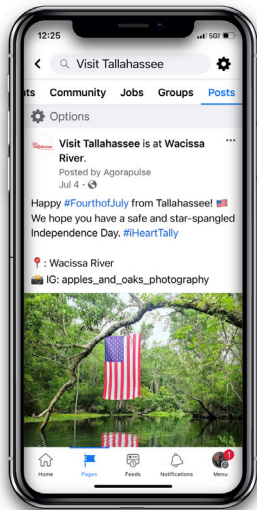 12:25
5GE
Visit Tallahassee
nts Community Jobs Groups Posts
Options
Visit Tallahassee is at Wacissa
River.
Posted by Agorapulse
Jul 4 ·
Happy #FourthofJuly from Tallahassee! 🇺🇸
We hope you have a safe and star-spangled
Independence Day. #iHeartTally
📍: Wacissa River
📸 IG: apples_and_oaks_photography
1
Home Pages Feeds Notifications Menu